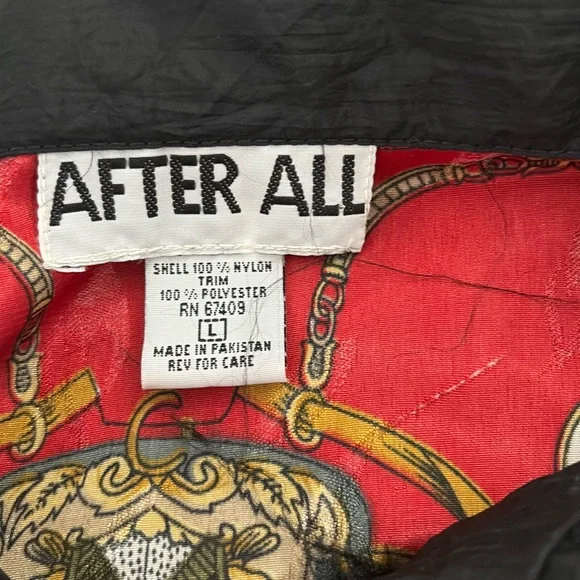 AFTER ALL
SHELL 100 % NYLON
TRIM
100 % POLYESTER
RN 67409
L
MADE IN PAKISTAN
REV FOR CARE